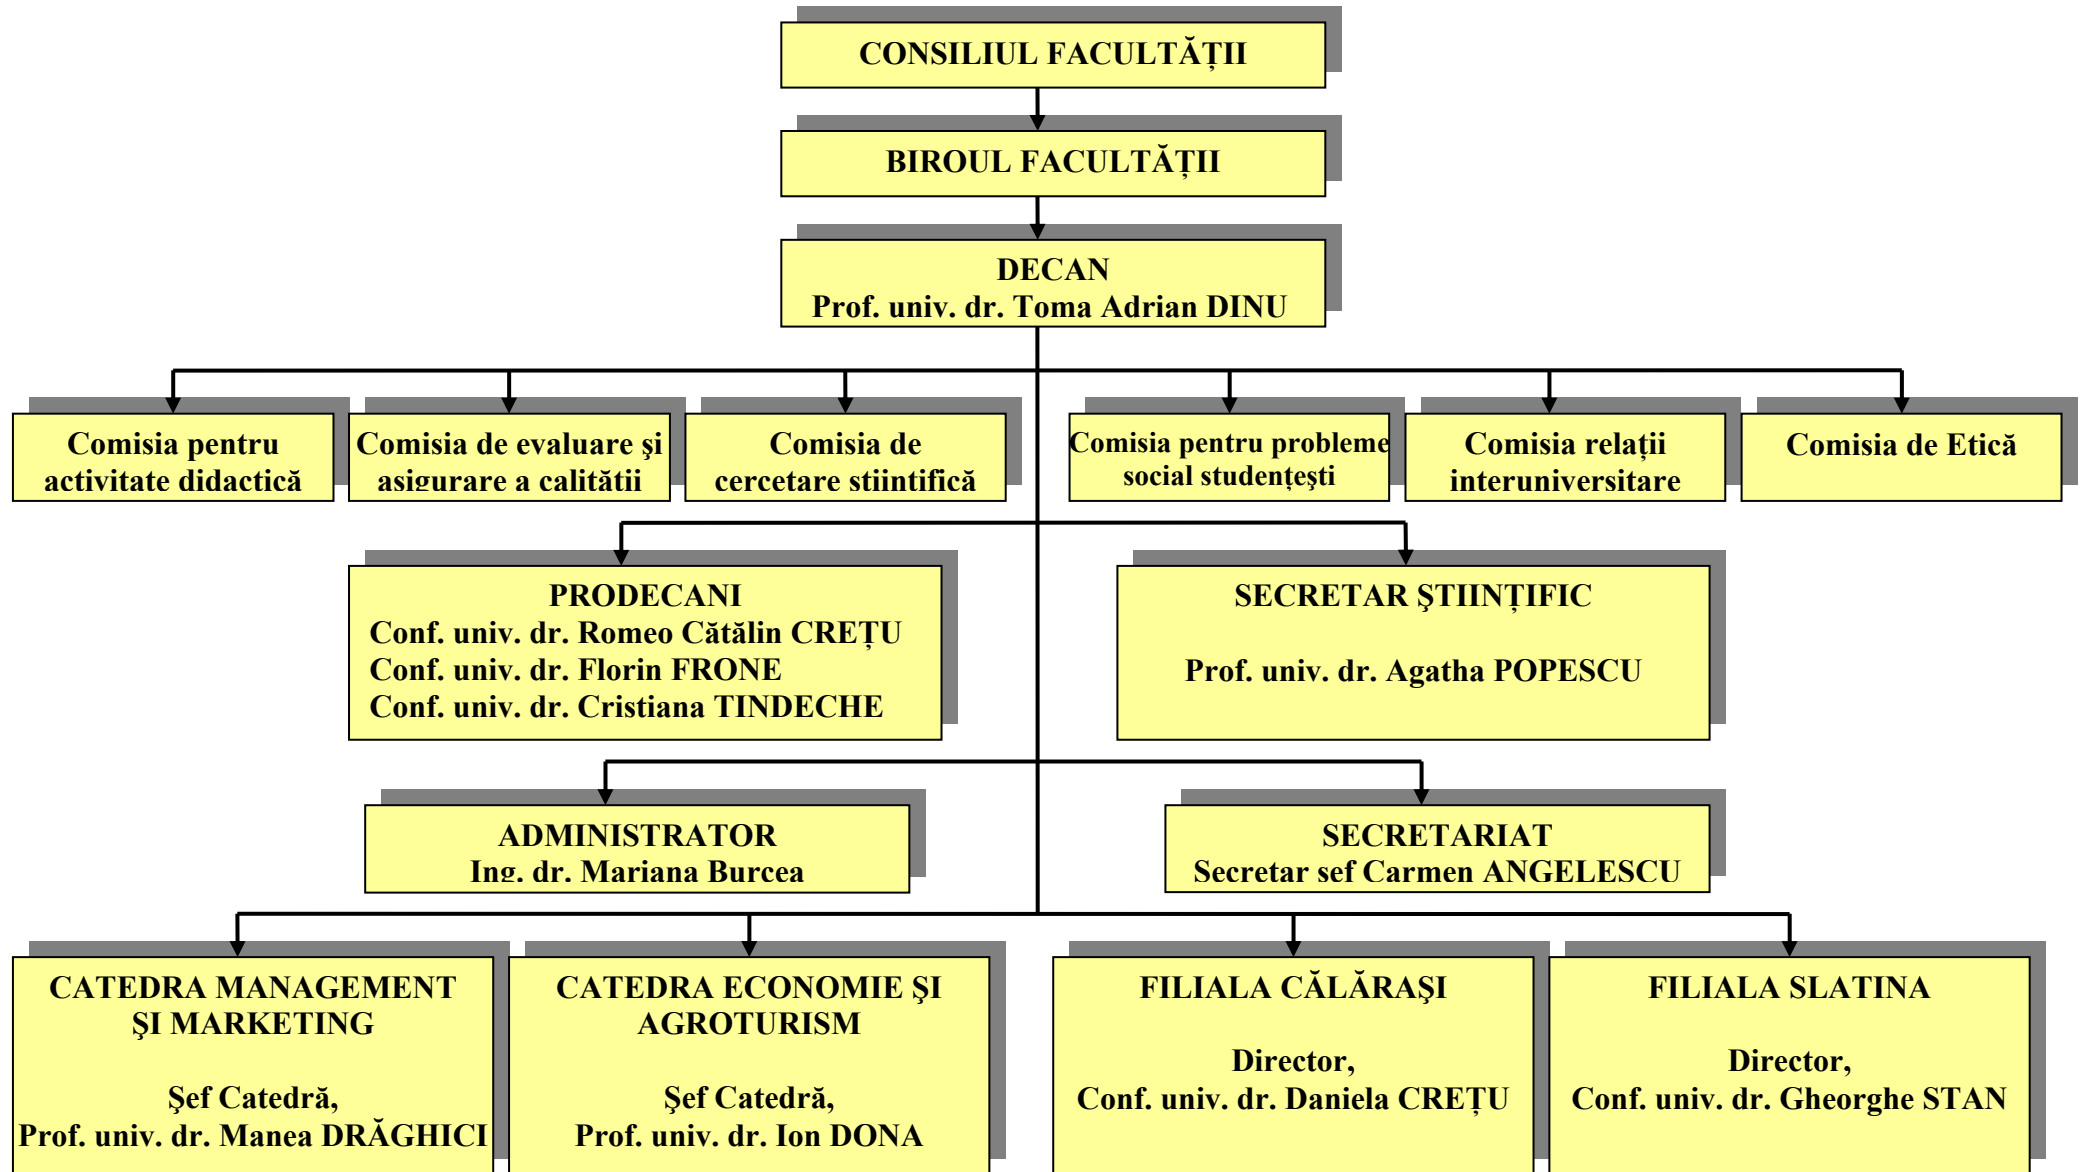 CONSILIUL FACULTĂȚII
BIROUL FACULTĂȚII
DECAN
Prof. univ. dr. Toma Adrian DINU
Comisia pentru
activitate didactică
Comisia de evaluare şi
asigurare a calității
Comisia de
cercetare stiintifică
Comisia pentru probleme
social studențeşti
Comisia relații
interuniversitare
Comisia de Etică
PRODECANI
Conf. univ. dr. Romeo Cătălin CREȚU
Conf. univ. dr. Florin FRONE
Conf. univ. dr. Cristiana TINDECHE
SECRETAR ŞTIINȚIFIC
Prof. univ. dr. Agatha POPESCU
ADMINISTRATOR
Ing. dr. Mariana Burcea
SECRETARIAT
Secretar sef Carmen ANGELESCU
CATEDRA MANAGEMENT
ŞI MARKETING
Şef Catedră,
Prof. univ. dr. Manea DRĂGHICI
CATEDRA ECONOMIE ŞI
AGROTURISM
Şef Catedră,
Prof. univ. dr. Ion DONA
FILIALA CĂLĂRAŞI
Director,
Conf. univ. dr. Daniela CREȚU
FILIALA SLATINA
Director,
Conf. univ. dr. Gheorghe STAN